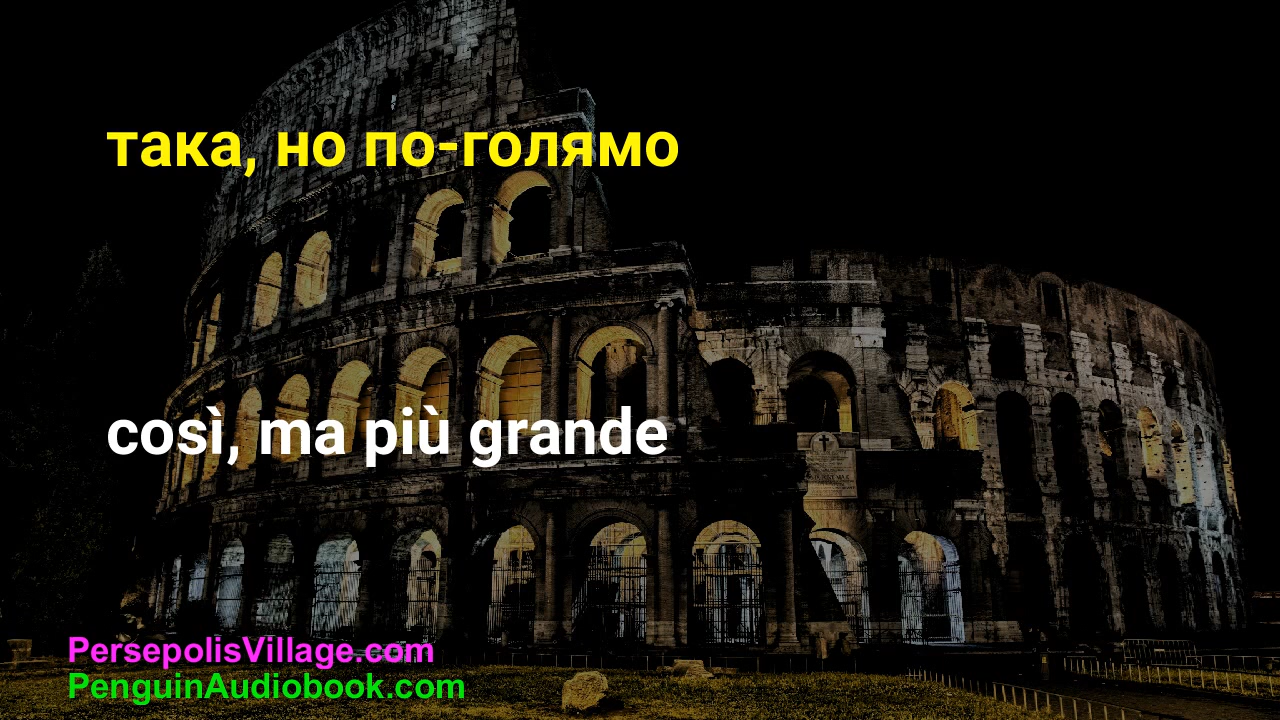 така, но по-голямо
così, ma più grande
PersepolisVillage.com
PenguinAudiobook.com